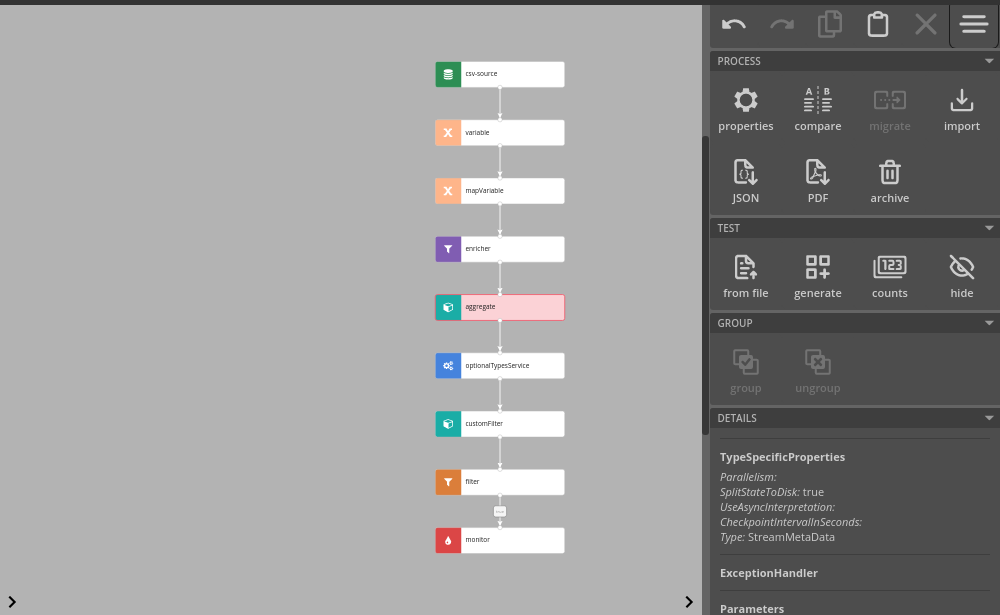 csv-source
variable
mapVariable
enricher
aggregate
optionalTypesService
customFilter
filter
monitor
PROCESS
properties
A B
compare
migrate
import
JSON
PDF
archive
TEST
from file
generate
123
counts
hide
GROUP
group
ungroup
DETAILS
TypeSpecificProperties
Parallelism:
SplitStateToDisk: true
UseAsyncInterpretation:
CheckpointIntervalInSeconds:
Type: StreamMetaData
ExceptionHandler
Parameters